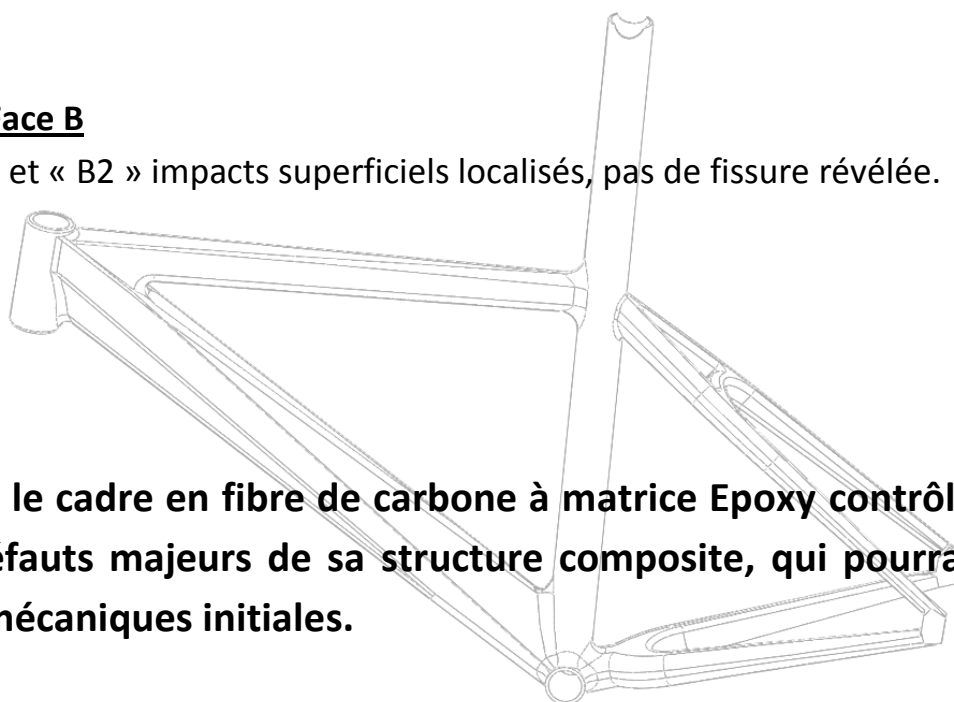 Face B
et « B2 » impacts superficiels localisés, pas de fissure révélée.
le cadre en fibre de carbone à matrice Epoxy contrôl
éfauts majeurs de sa structure composite, qui pourra
mécaniques initiales.